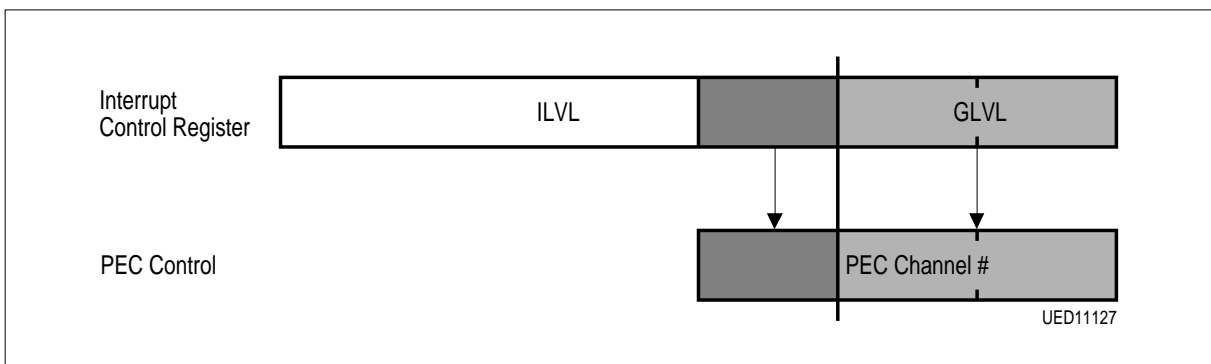 Interrupt
Control Register
ILVL
GLVL
PEC Control
PEC Channel #
UED11127